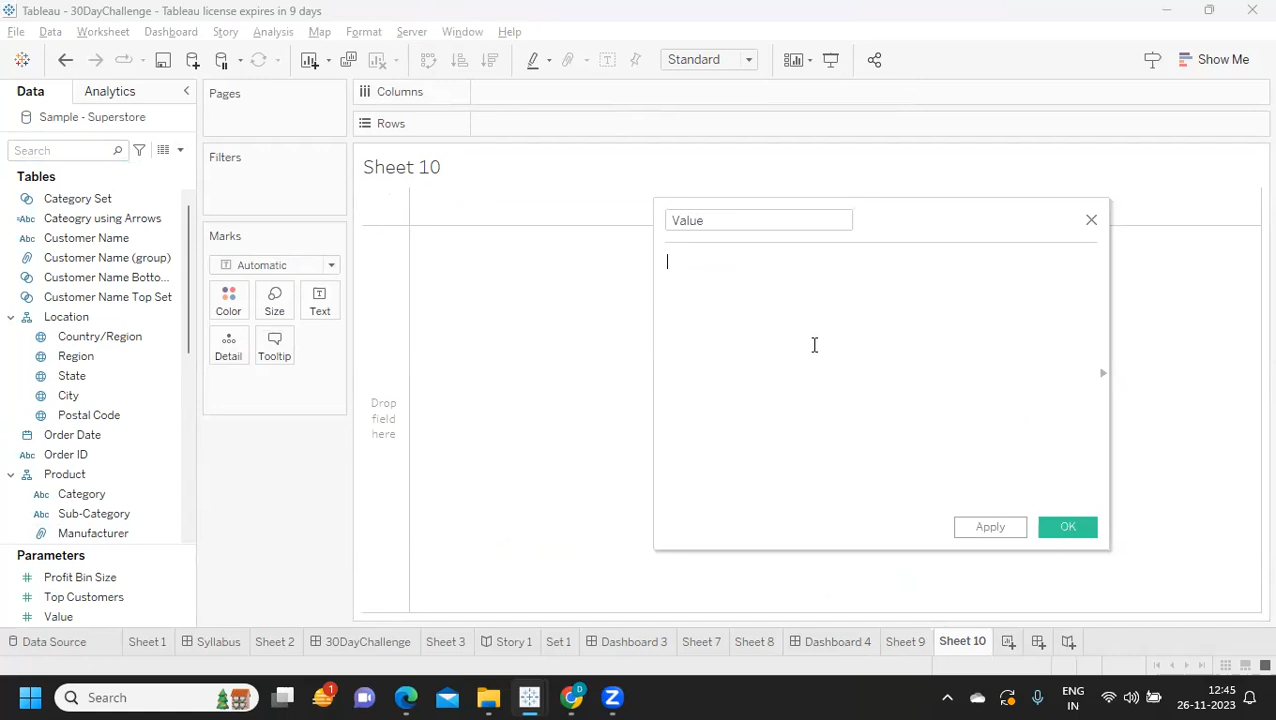 Tableau - 30DayChallenge - Tableau license expires in 9 days
File Data Worksheet Dashboard Story Analysis Map Format Server Window Help
Standard
Show Me
Data Analytics
Sample - Superstore
Search
Tables
Category Set
Cateogry using Arrows
Customer Name
Customer Name (group)
Customer Name Botto...
Customer Name Top Set
Location
Country/Region
Region
State
City
Postal Code
Order Date
Order ID
Product
Category
Sub-Category
Manufacturer
Parameters
Profit Bin Size
Top Customers
Value
Pages
Filters
Marks
Automatic
Color Size Text
Detail Tooltip
Columns
Rows
Sheet 10
Drop
field
here
Value
Apply OK
Data Source Sheet 1 Syllabus Sheet 2 30DayChallenge Sheet 3 Story 1 Set 1 Dashboard 3 Sheet 7 Sheet 8 Dashboard 4 Sheet 9 Sheet 10
Search
1
D
ENG
IN
12:45
26-11-2023